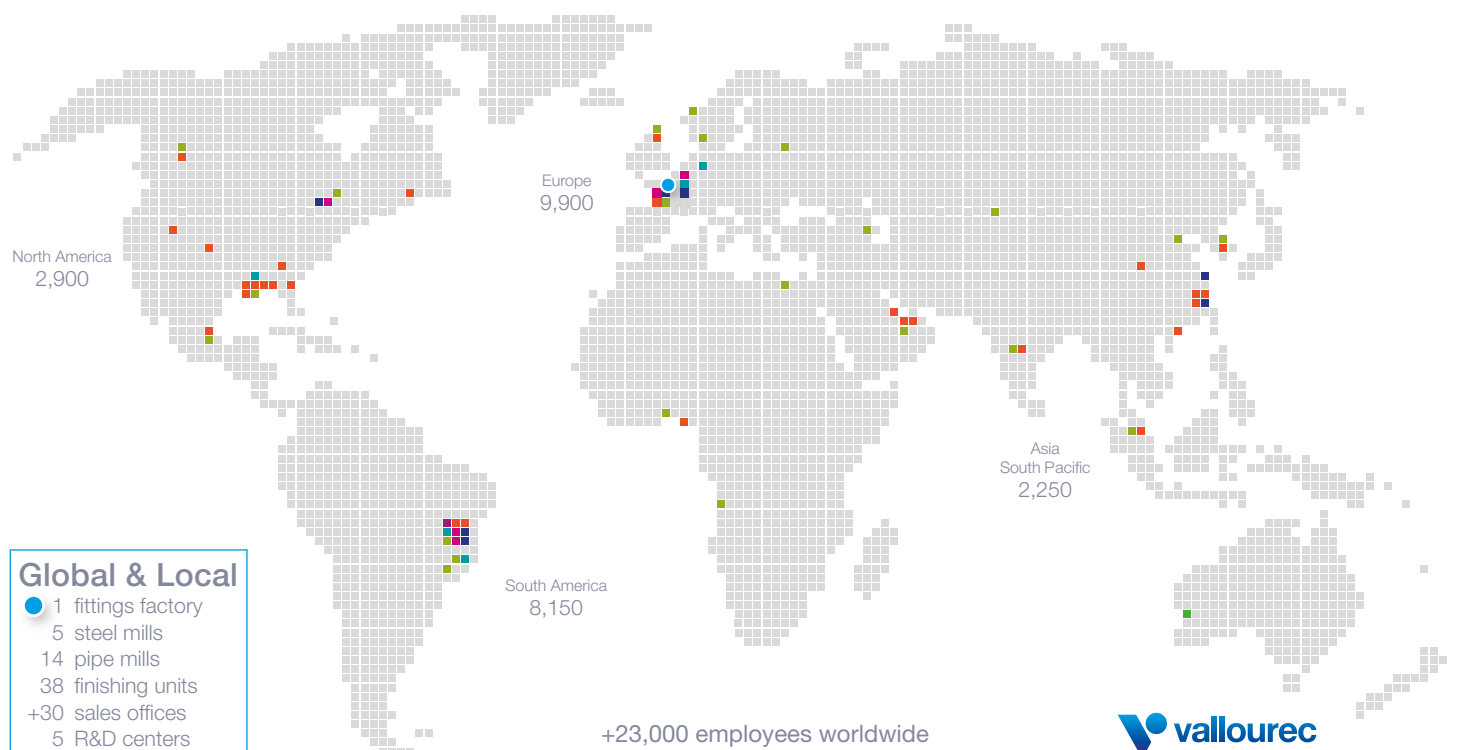 Europe
9,900
North America
2,900
Asia
South Pacific
2,250
South America
8,150
Global & Local
1 fittings factory
5 steel mills
14 pipe mills
38 finishing units
+30 sales offices
5 R&D centers
+23,000 employees worldwide
vallourec